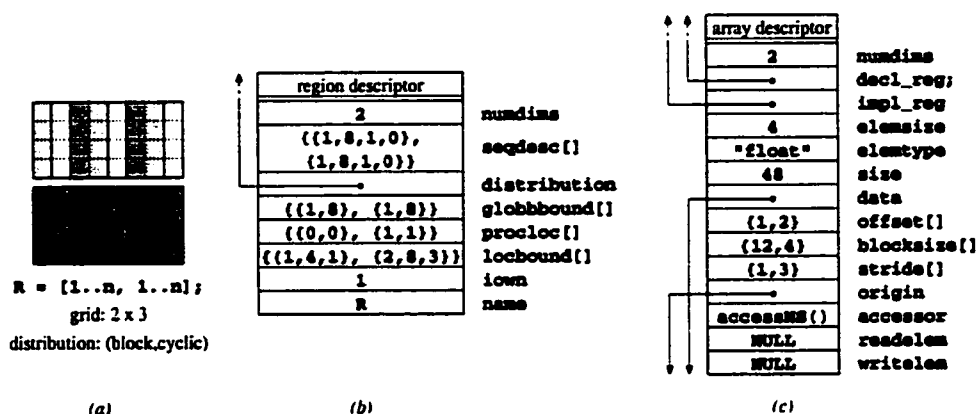 R = [1..n, 1..n];
grid: 2 x 3
distribution: (block,cyclic)
(a)
region descriptor
2 numdims
{{1,8,1,0},
{1,8,1,0}} seqdesc[]
distribution
{{1,8}, {1,8}} globbbound[]
{{0,0}, {1,1}} procloc[]
{{1,4,1}, {2,8,3}} locbound[]
1 iown
R name
(b)
array descriptor
2 numdims
decl_reg;
impl_reg
4 elemsize
"float" elemtype
48 size
data
{1,2} offset[]
{12,4} blocksize[]
{1,3} stride[]
origin
accessMS() accessor
NULL readelem
NULL writelem
(c)